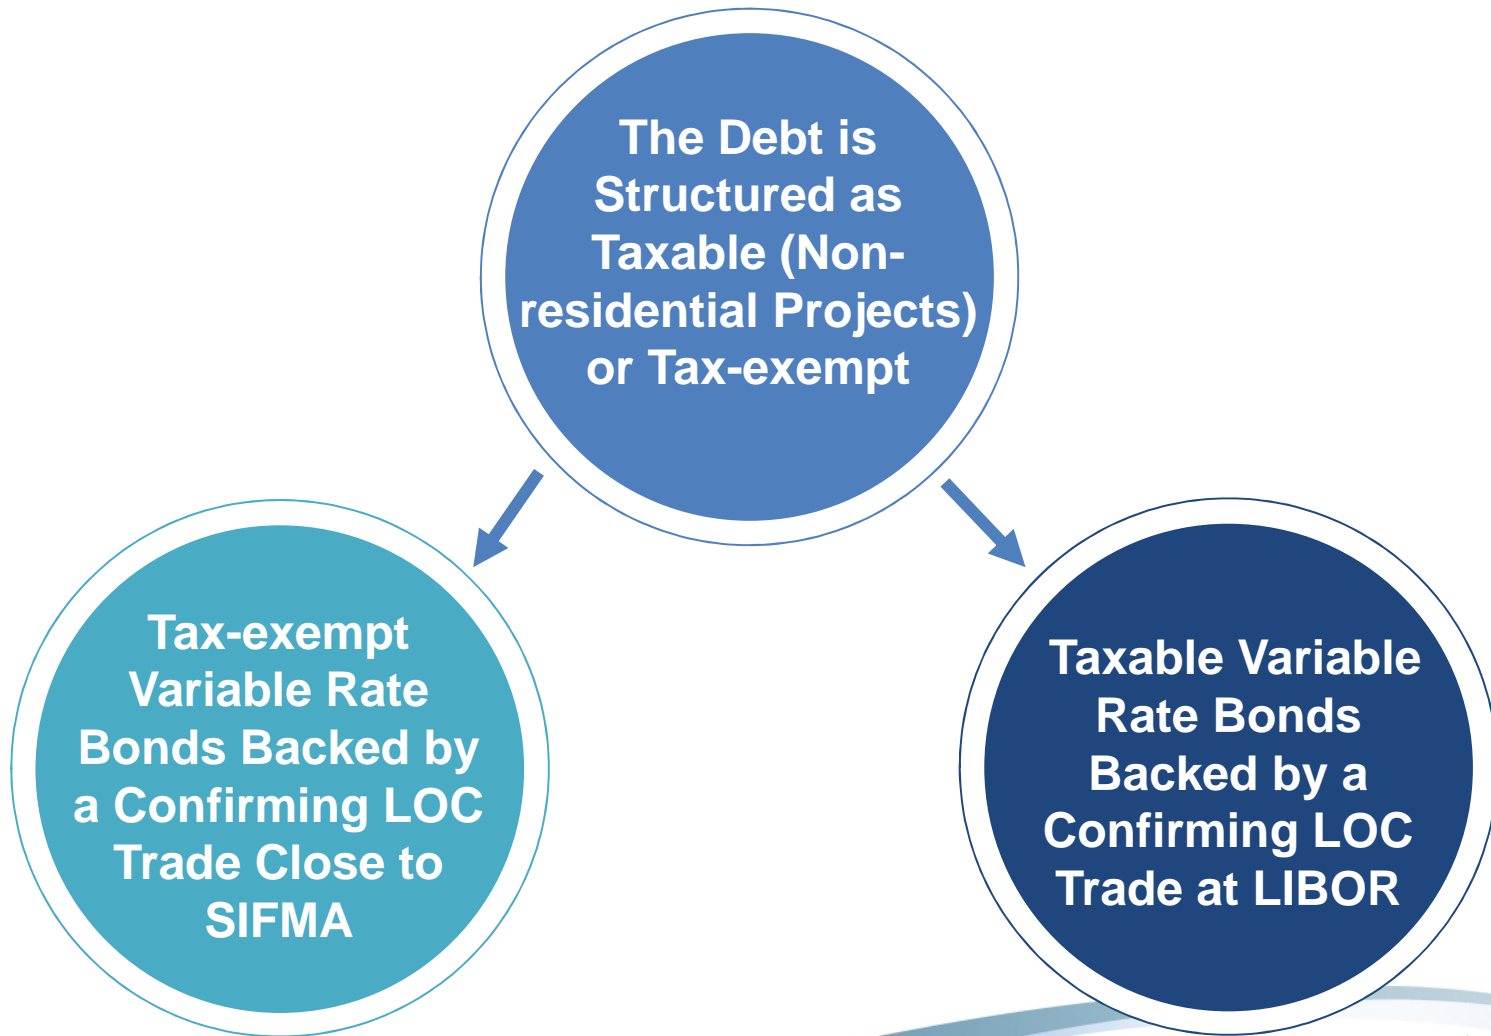 The Debt is
Structured as
Taxable (Non-
residential Projects)
or Tax-exempt
Tax-exempt
Variable Rate
Bonds Backed by
a Confirming LOC
Trade Close to
SIFMA
Taxable Variable
Rate Bonds
Backed by a
Confirming LOC
Trade at LIBOR